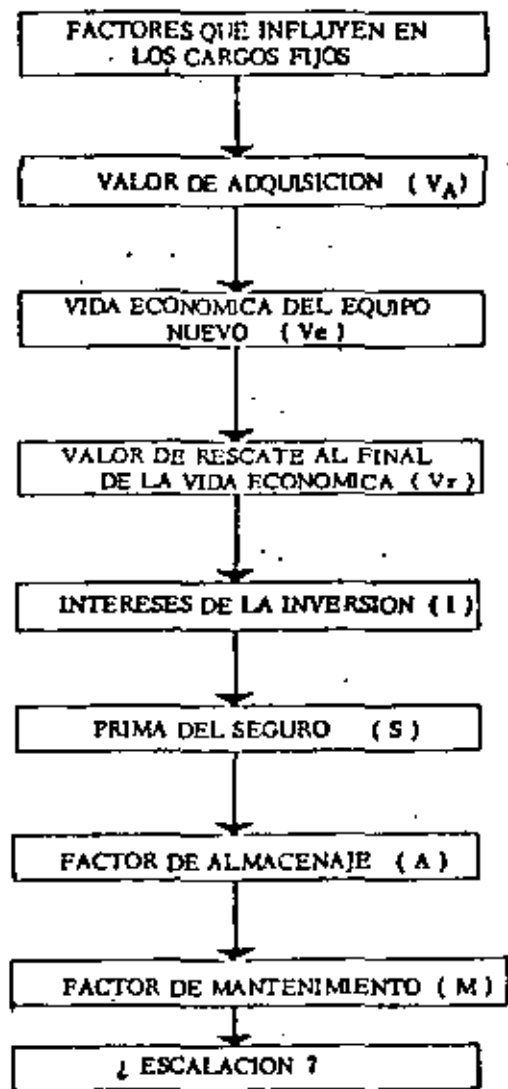 FACTORES QUE INFLUYEN EN
LOS CARGOS FIJOS
VALOR DE ADQUISICION ( VA)
VIDA ECONOMICA DEL EQUIPO
NUEVO ( Ve )
VALOR DE RESCATE AL FINAL
DE LA VIDA ECONOMICA ( Vr )
INTERESES DE LA INVERSION ( I )
PRIMA DEL SEGURO ( S )
FACTOR DE ALMACENAJE ( A )
FACTOR DE MANTENIMIENTO ( M )
¿ ESCALACION ?